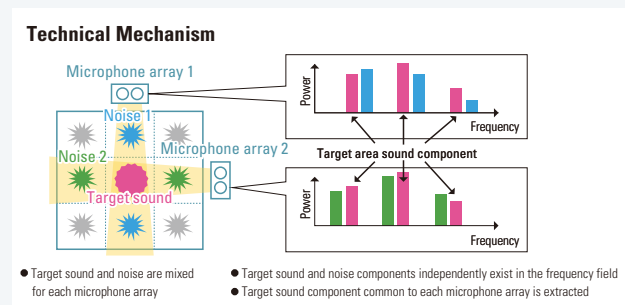 Technical Mechanism
Microphone array 1
Noise 1
Noise 2
Microphone array 2
Target sound
Power
Frequency
Target area sound component
Power
Frequency
● Target sound and noise are mixed
for each microphone array
● Target sound and noise components independently exist in the frequency field
● Target sound component common to each microphone array is extracted